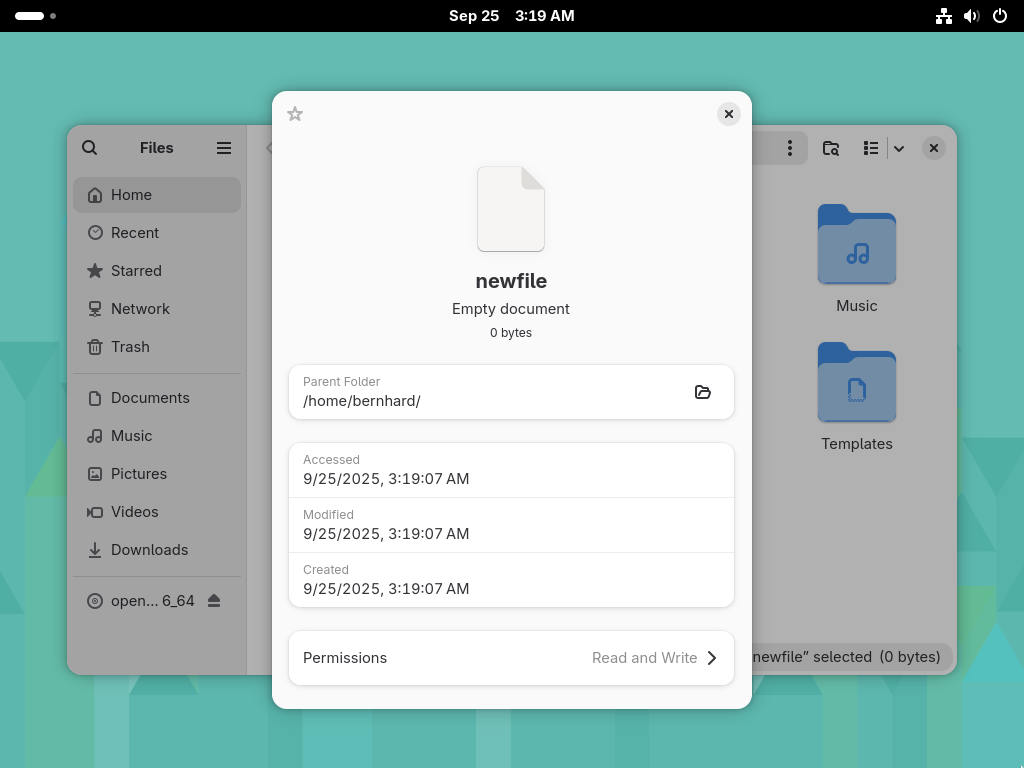 Sep 25 3:19 AM
Files
Home
Recent
Starred
Network
Trash
Documents
Music
Pictures
Videos
Downloads
open… 6_64
newfile
Empty document
0 bytes
Parent Folder
/home/bernhard/
Accessed
9/25/2025, 3:19:07 AM
Modified
9/25/2025, 3:19:07 AM
Created
9/25/2025, 3:19:07 AM
Permissions
Read and Write
Music
Templates
newfile” selected (0 bytes)